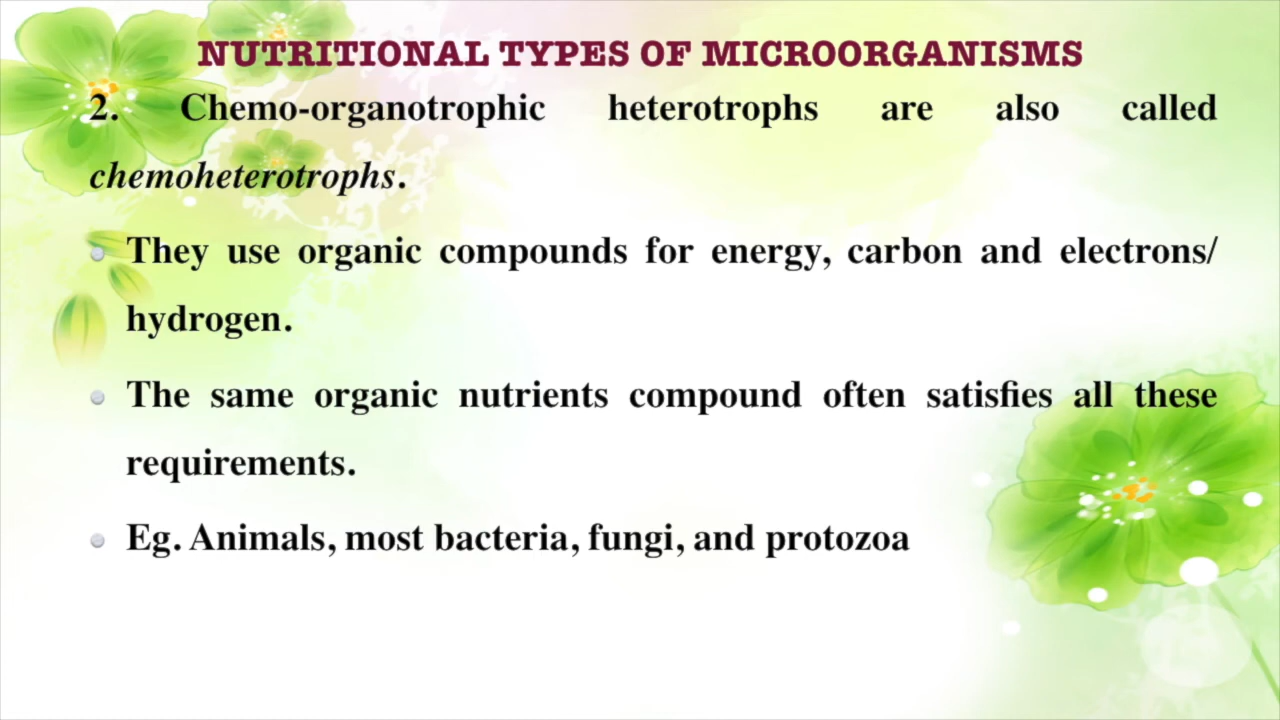 NUTRITIONAL TYPES OF MICROORGANISMS
2. Chemo-organotrophic heterotrophs are also called
chemoheterotrophs.
They use organic compounds for energy, carbon and electrons/
hydrogen.
The same organic nutrients compound often satisfies all these
requirements.
Eg. Animals, most bacteria, fungi, and protozoa